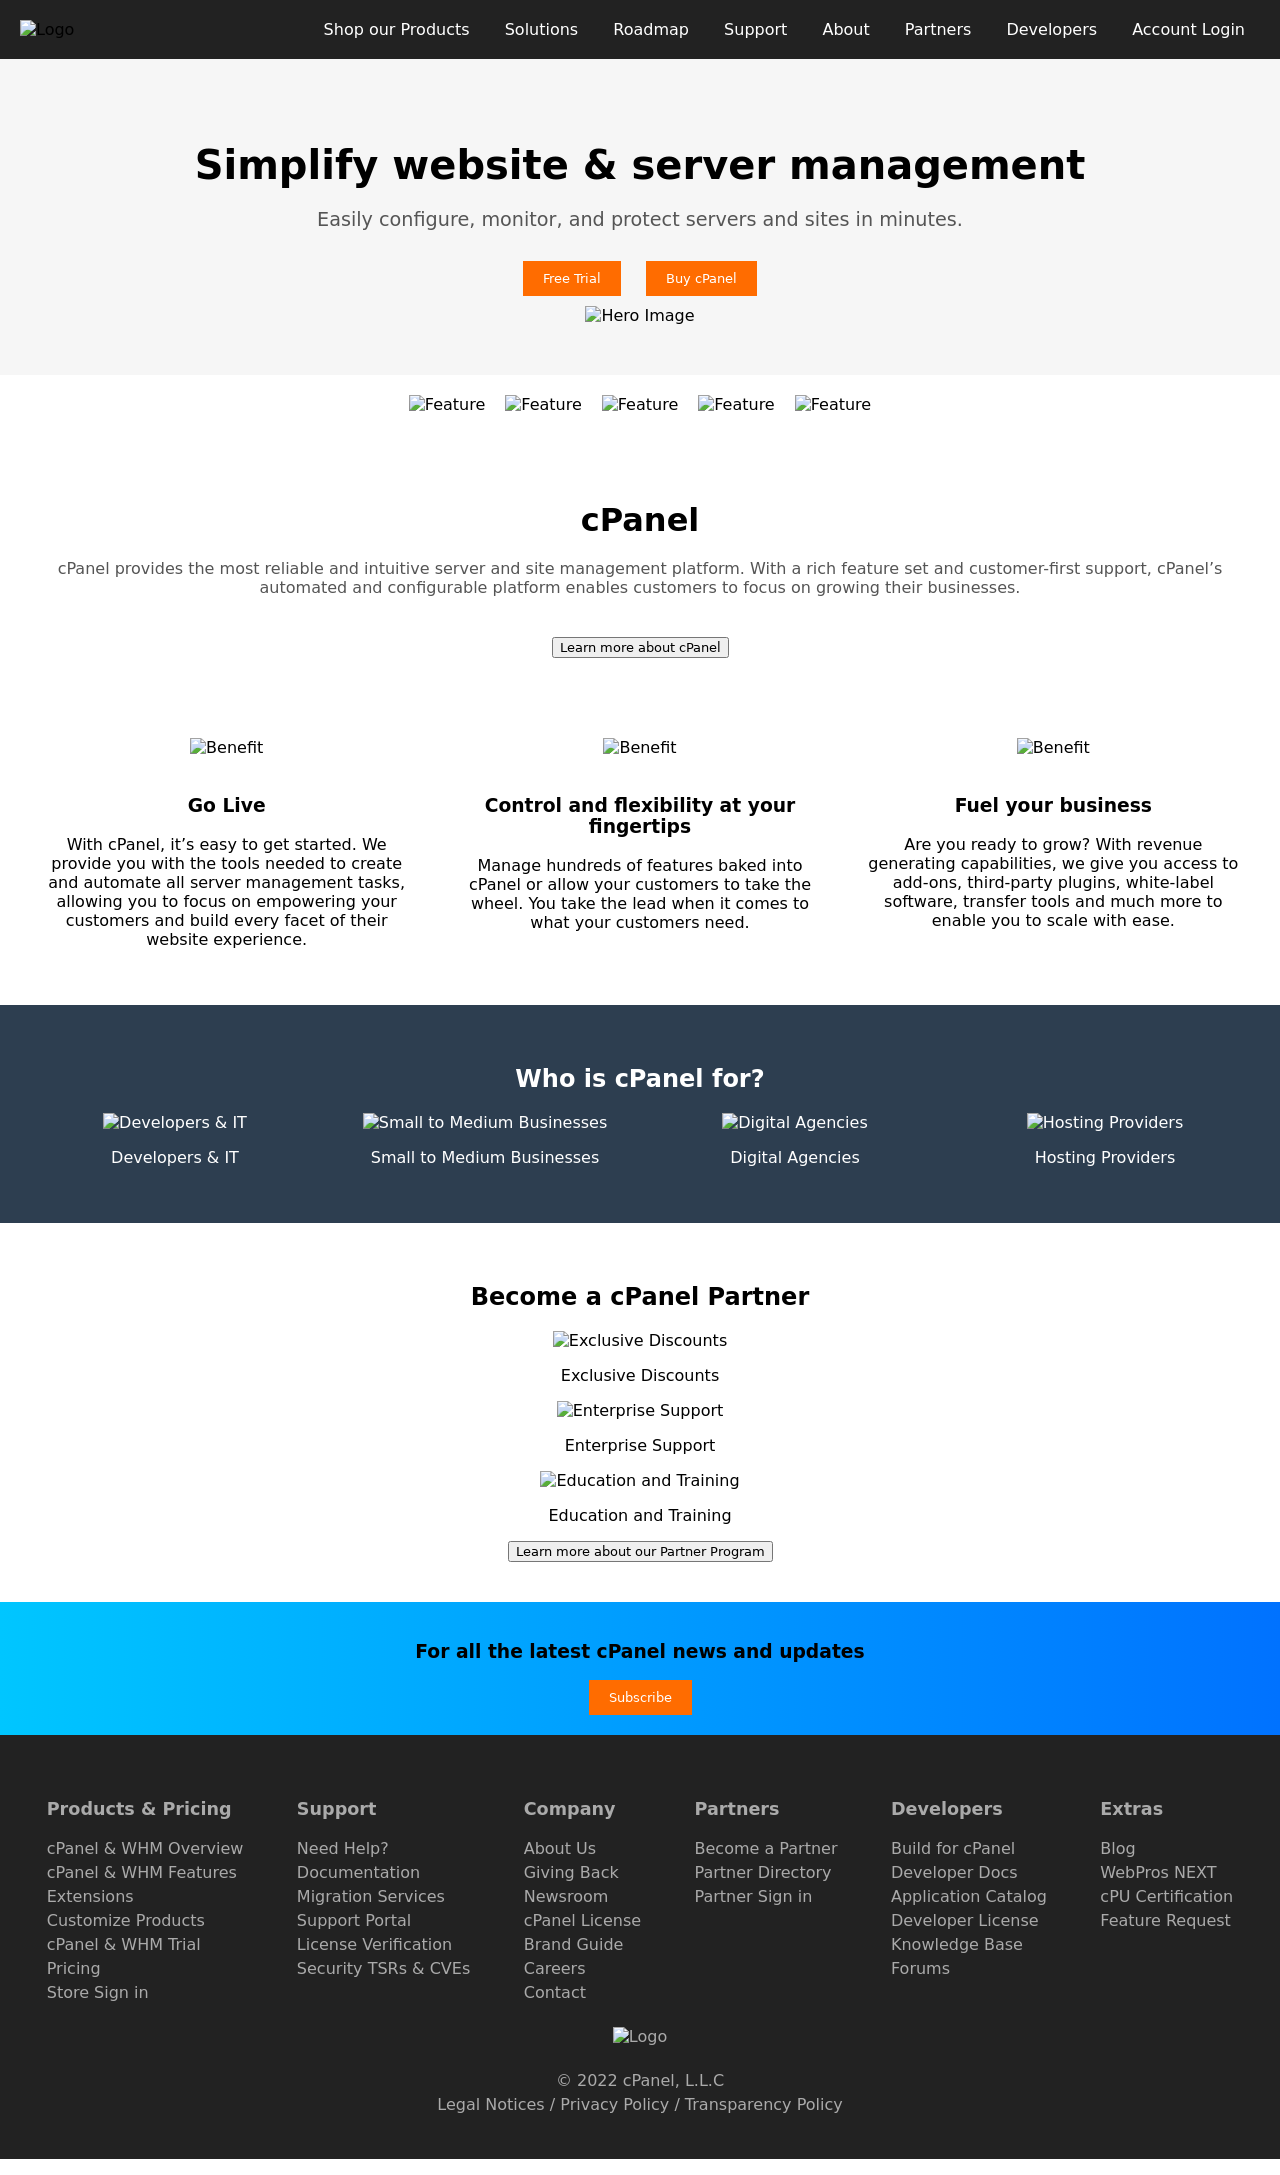 Logo
Shop our Products Solutions Roadmap Support About Partners Developers Account Login
Simplify website & server management
Easily configure, monitor, and protect servers and sites in minutes.
Free Trial Buy cPanel
Hero Image
Feature Feature Feature Feature Feature
cPanel
cPanel provides the most reliable and intuitive server and site management platform. With a rich feature set and customer-first support, cPanel’s
automated and configurable platform enables customers to focus on growing their businesses.
Learn more about cPanel
Benefit
Go Live
With cPanel, it’s easy to get started. We
provide you with the tools needed to create
and automate all server management tasks,
allowing you to focus on empowering your
customers and build every facet of their
website experience.
Benefit
Control and flexibility at your
fingertips
Manage hundreds of features baked into
cPanel or allow your customers to take the
wheel. You take the lead when it comes to
what your customers need.
Benefit
Fuel your business
Are you ready to grow? With revenue
generating capabilities, we give you access to
add-ons, third-party plugins, white-label
software, transfer tools and much more to
enable you to scale with ease.
Who is cPanel for?
Developers & IT
Developers & IT
Small to Medium Businesses
Small to Medium Businesses
Digital Agencies
Digital Agencies
Hosting Providers
Hosting Providers
Become a cPanel Partner
Exclusive Discounts
Exclusive Discounts
Enterprise Support
Enterprise Support
Education and Training
Education and Training
Learn more about our Partner Program
For all the latest cPanel news and updates
Subscribe
Products & Pricing
cPanel & WHM Overview
cPanel & WHM Features
Extensions
Customize Products
cPanel & WHM Trial
Pricing
Store Sign in
Support
Need Help?
Documentation
Migration Services
Support Portal
License Verification
Security TSRs & CVEs
Company
About Us
Giving Back
Newsroom
cPanel License
Brand Guide
Careers
Contact
Partners
Become a Partner
Partner Directory
Partner Sign in
Developers
Build for cPanel
Developer Docs
Application Catalog
Developer License
Knowledge Base
Forums
Extras
Blog
WebPros NEXT
cPU Certification
Feature Request
Logo
© 2022 cPanel, L.L.C
Legal Notices / Privacy Policy / Transparency Policy